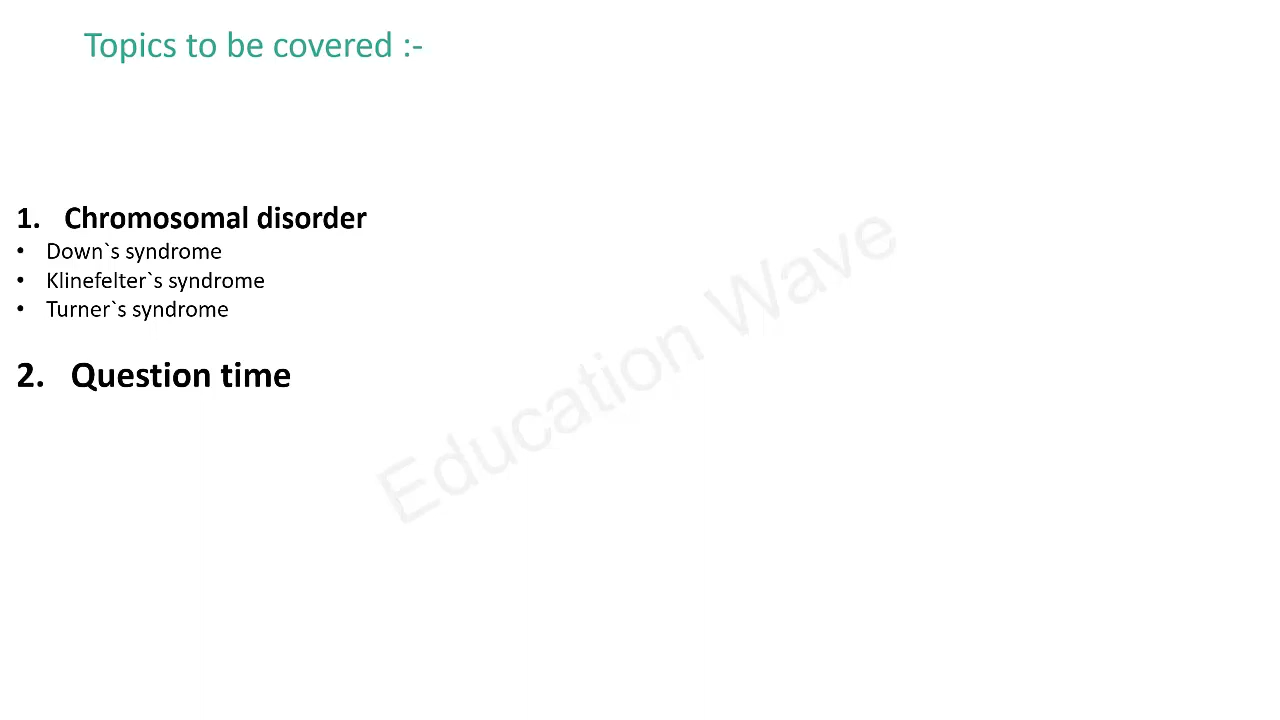 Topics to be covered :-
1. Chromosomal disorder
• Down`s syndrome
• Klinefelter`s syndrome
• Turner`s syndrome
2. Question time
Education Wave